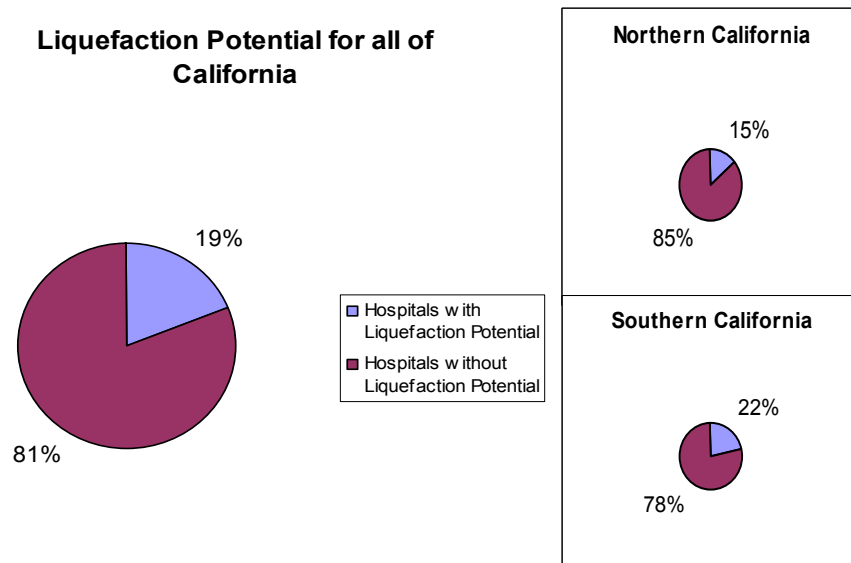 Liquefaction Potential for all of
California
19%
81%
Hospitals with
Liquefaction Potential
Hospitals without
Liquefaction Potential
Northern California
15%
85%
Southern California
22%
78%